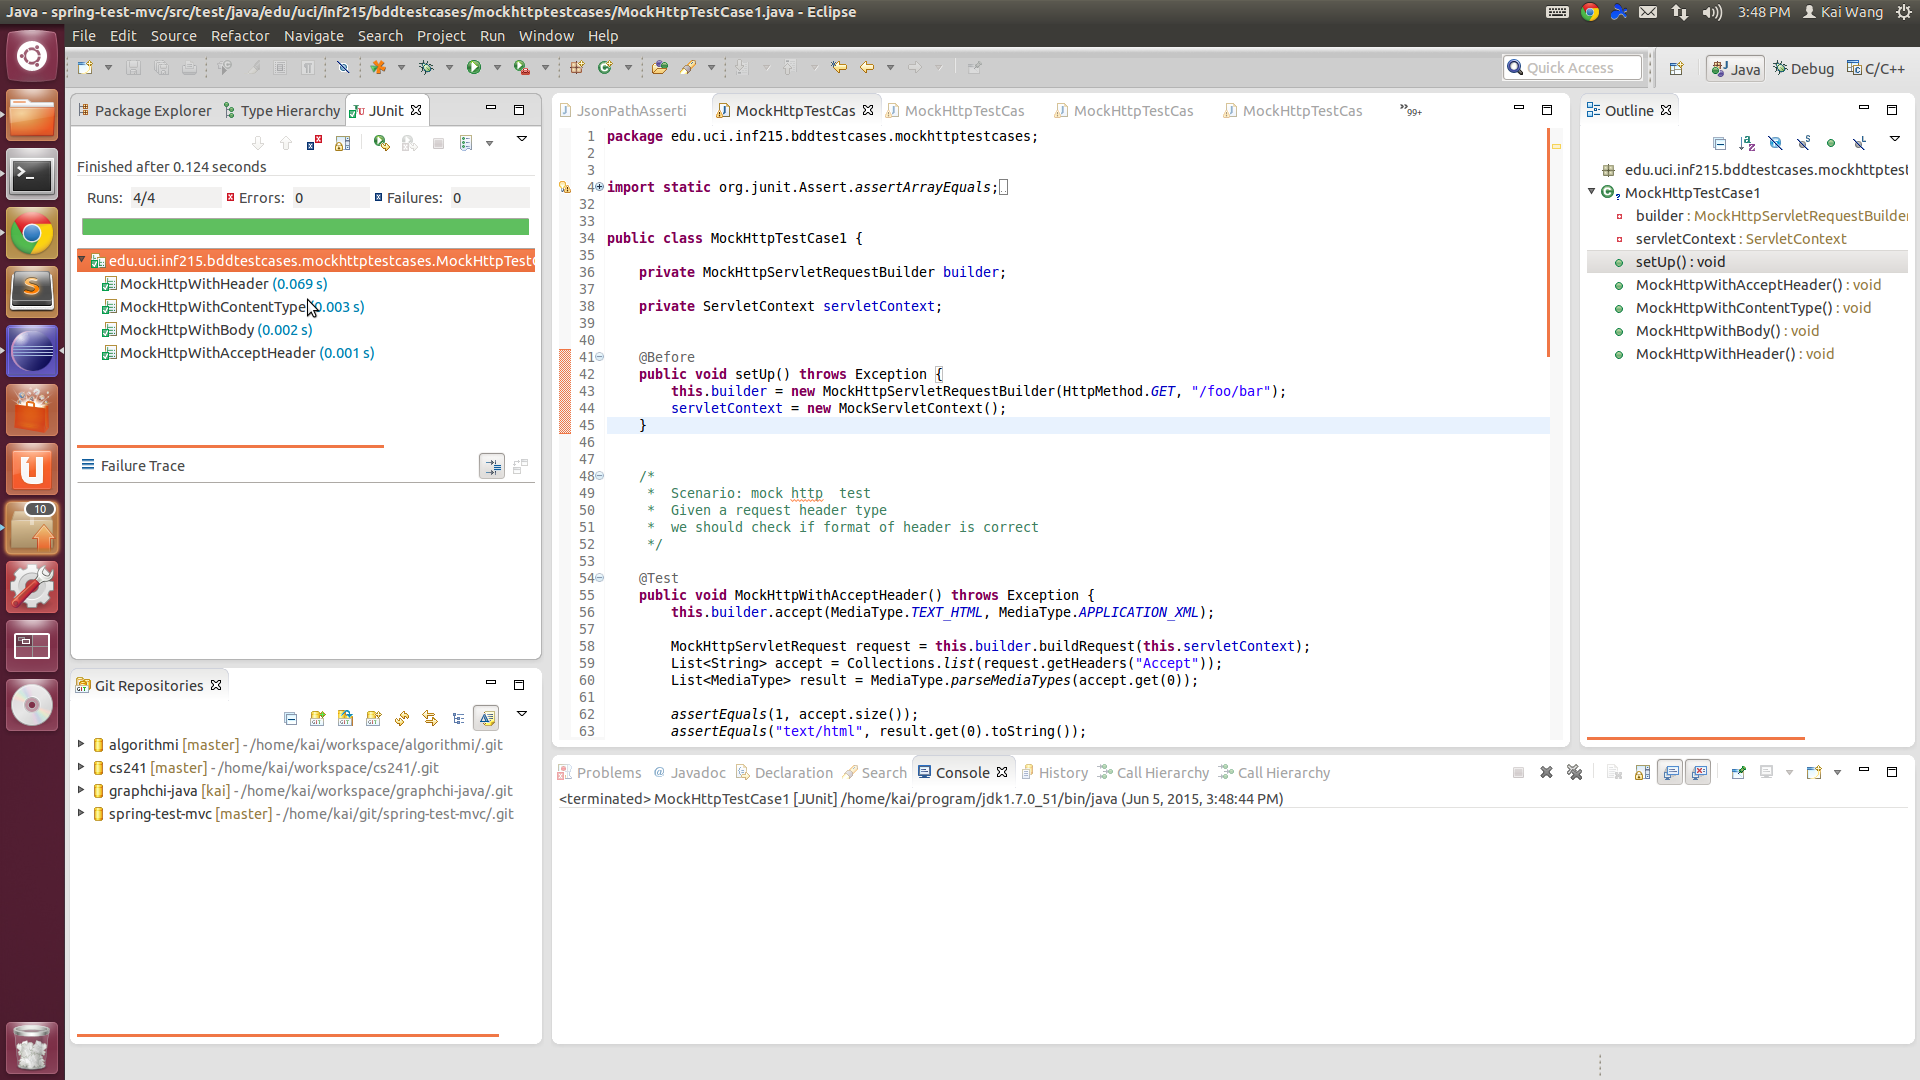 Java - spring-test-mvc/src/test/java/edu/uci/inf215/bddtestcases/mockhttptestcases/MockHttpTestCase1.java - Eclipse
3:48 PM Kai Wang
File Edit Source Refactor Navigate Search Project Run Window Help
Quick Access
Java Debug C/C++
Package Explorer Type Hierarchy JUnit
Finished after 0.124 seconds
Runs: 4/4 Errors: 0 Failures: 0
edu.uci.inf215.bddtestcases.mockhttptestcases.MockHttpTest
MockHttpWithHeader (0.069 s)
MockHttpWithContentType 0.003 s)
MockHttpWithBody (0.002 s)
MockHttpWithAcceptHeader (0.001 s)
Failure Trace
10
Git Repositories
algorithmi [master] - /home/kai/workspace/algorithmi/.git
cs241 [master] - /home/kai/workspace/cs241/.git
graphchi-java [kai] - /home/kai/workspace/graphchi-java/.git
spring-test-mvc [master] - /home/kai/git/spring-test-mvc/.git
JsonPathAsserti MockHttpTestCas MockHttpTestCas MockHttpTestCas MockHttpTestCas »99+
1 package edu.uci.inf215.bddtestcases.mockhttptestcases;
2
3
4 import static org.junit.Assert.assertArrayEquals;
32
33
34 public class MockHttpTestCase1 {
35
36 private MockHttpServletRequestBuilder builder;
37
38 private ServletContext servletContext;
39
40
41 @Before
42 public void setUp() throws Exception {
43 this.builder = new MockHttpServletRequestBuilder(HttpMethod.GET, "/foo/bar");
44 servletContext = new MockServletContext();
45 }
46
47
48 /*
49 * Scenario: mock http  test
50 * Given a request header type
51 * we should check if format of header is correct
52 */
53
54 @Test
55 public void MockHttpWithAcceptHeader() throws Exception {
56 this.builder.accept(MediaType.TEXT_HTML, MediaType.APPLICATION_XML);
57
58 MockHttpServletRequest request = this.builder.buildRequest(this.servletContext);
59 List<String> accept = Collections.list(request.getHeaders("Accept"));
60 List<MediaType> result = MediaType.parseMediaTypes(accept.get(0));
61
62 assertEquals(1, accept.size());
63 assertEquals("text/html", result.get(0).toString());
Problems Javadoc Declaration Search Console History Call Hierarchy Call Hierarchy
<terminated> MockHttpTestCase1 [JUnit] /home/kai/program/jdk1.7.0_51/bin/java (Jun 5, 2015, 3:48:44 PM)
Outline
edu.uci.inf215.bddtestcases.mockhttptest
MockHttpTestCase1
builder : MockHttpServletRequestBuilder
servletContext : ServletContext
setUp() : void
MockHttpWithAcceptHeader() : void
MockHttpWithContentType() : void
MockHttpWithBody() : void
MockHttpWithHeader() : void